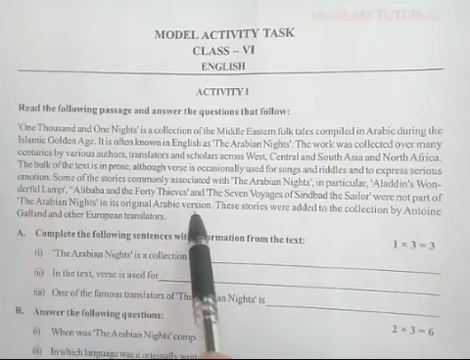 MODEL ACTIVITY TASK
CLASS – VI
ENGLISH
ACTIVITY 1
Read the following passage and answer the questions that follow:
'One Thousand and One Nights' is a collection of the Middle Eastern folk tales compiled in Arabic during the
Islamic Golden Age. It is often known in English as 'The Arabian Nights'. The work was collected over many
centuries by various authors, translators and scholars across West, Central and South Asia and North Africa.
The bulk of the text is in prose, although verse is occasionally used for songs and riddles and to express serious
emotion. Some of the stories commonly associated with 'The Arabian Nights', in particular, 'Aladdin's Won-
derful Lamp', "Alibaba and the Forty Thieves' and 'The Seven Voyages of Sindbad the Sailor' were not part of
'The Arabian Nights' in its original Arabic version. These stories were added to the collection by Antoine
Galland and other European translators.
A. Complete the following sentences with information from the text: 1 × 3 = 3
(i) 'The Arabian Nights' is a collection
(ii) In the text, verse is used for
(iii) One of the famous translators of 'The an Nights' is
B. Answer the following questions: 2 × 3 = 6
(i) When was 'The Arabian Nights' comp
(ii) In which language was it originally